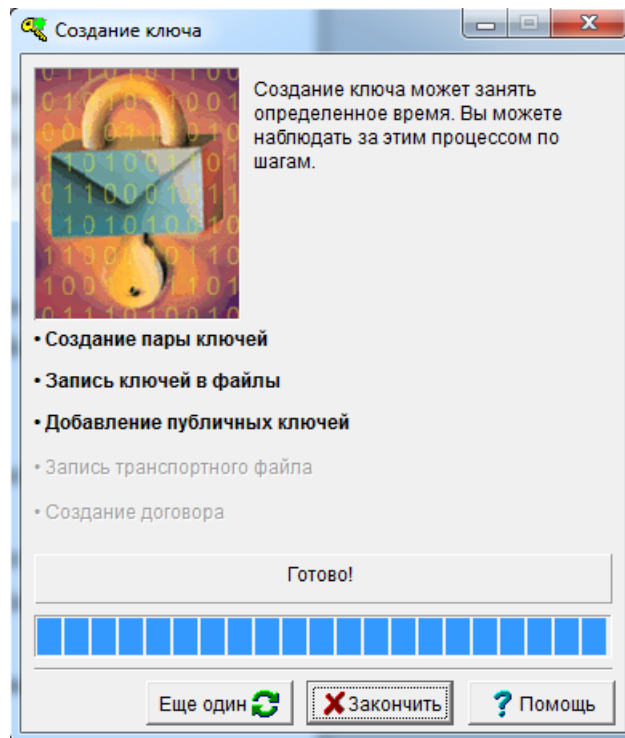 Создание ключа
Создание ключа может занять
определенное время. Вы можете
наблюдать за этим процессом по
шагам.
• Создание пары ключей
• Запись ключей в файлы
• Добавление публичных ключей
• Запись транспортного файла
• Создание договора
Готово!
Еще один
Закончить
? Помощь